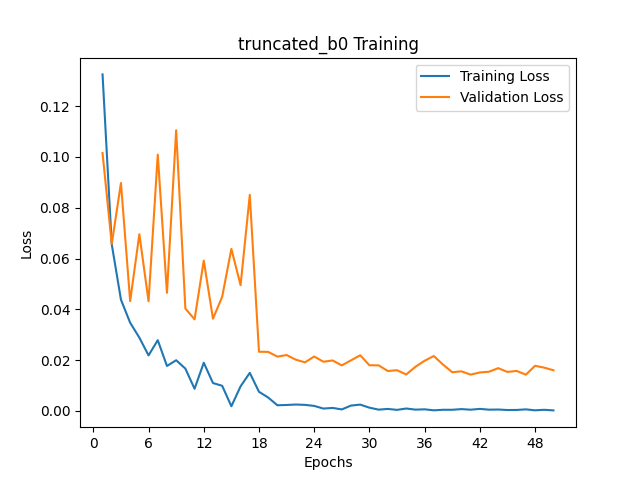 truncated_b0 Training
Training Loss
Validation Loss
0.12
0.10
0.08
0.06
0.04
0.02
0.00
Loss
0 6 12 18 24 30 36 42 48
Epochs